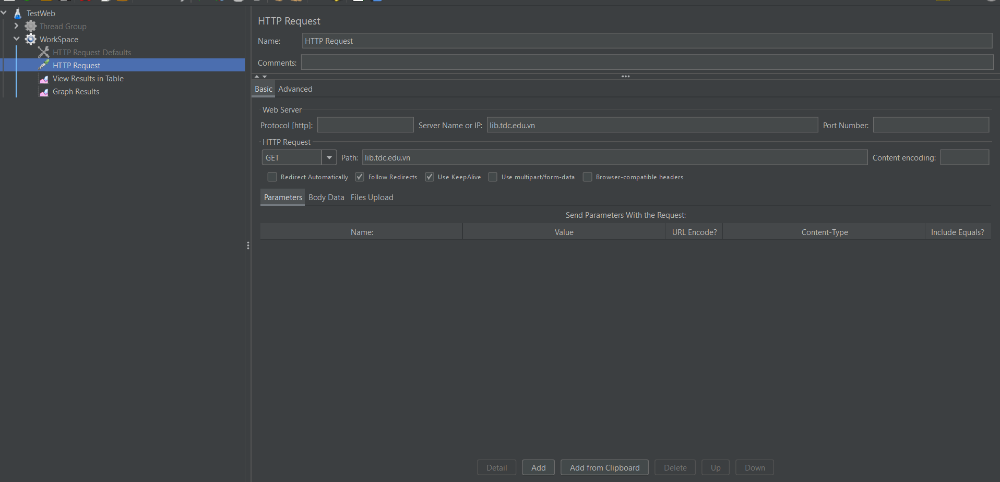 TestWeb
Thread Group
WorkSpace
HTTP Request Defaults
HTTP Request
View Results in Table
Graph Results
HTTP Request
Name: HTTP Request
Comments:
Basic Advanced
Web Server
Protocol [http]: Server Name or IP: lib.tdc.edu.vn Port Number:
HTTP Request
GET Path: lib.tdc.edu.vn Content encoding:
Redirect Automatically Follow Redirects Use KeepAlive Use multipart/form-data Browser-compatible headers
Parameters Body Data Files Upload
Send Parameters With the Request:
Name: Value URL Encode? Content-Type Include Equals?
Detail Add Add from Clipboard Delete Up Down